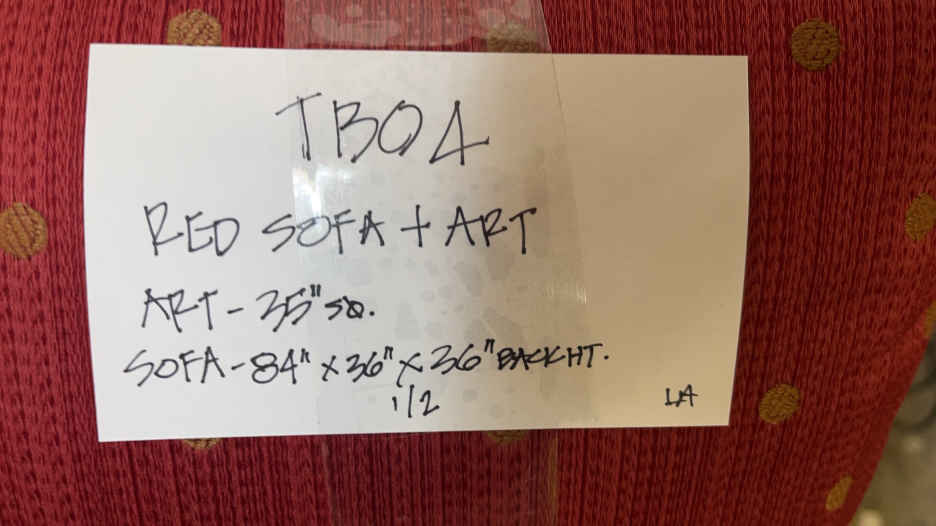 TB04
RED SOFA + ART
ART - 35" SQ.
SOFA - 84" x 36" x 36" BACK HT.
1/2
LA